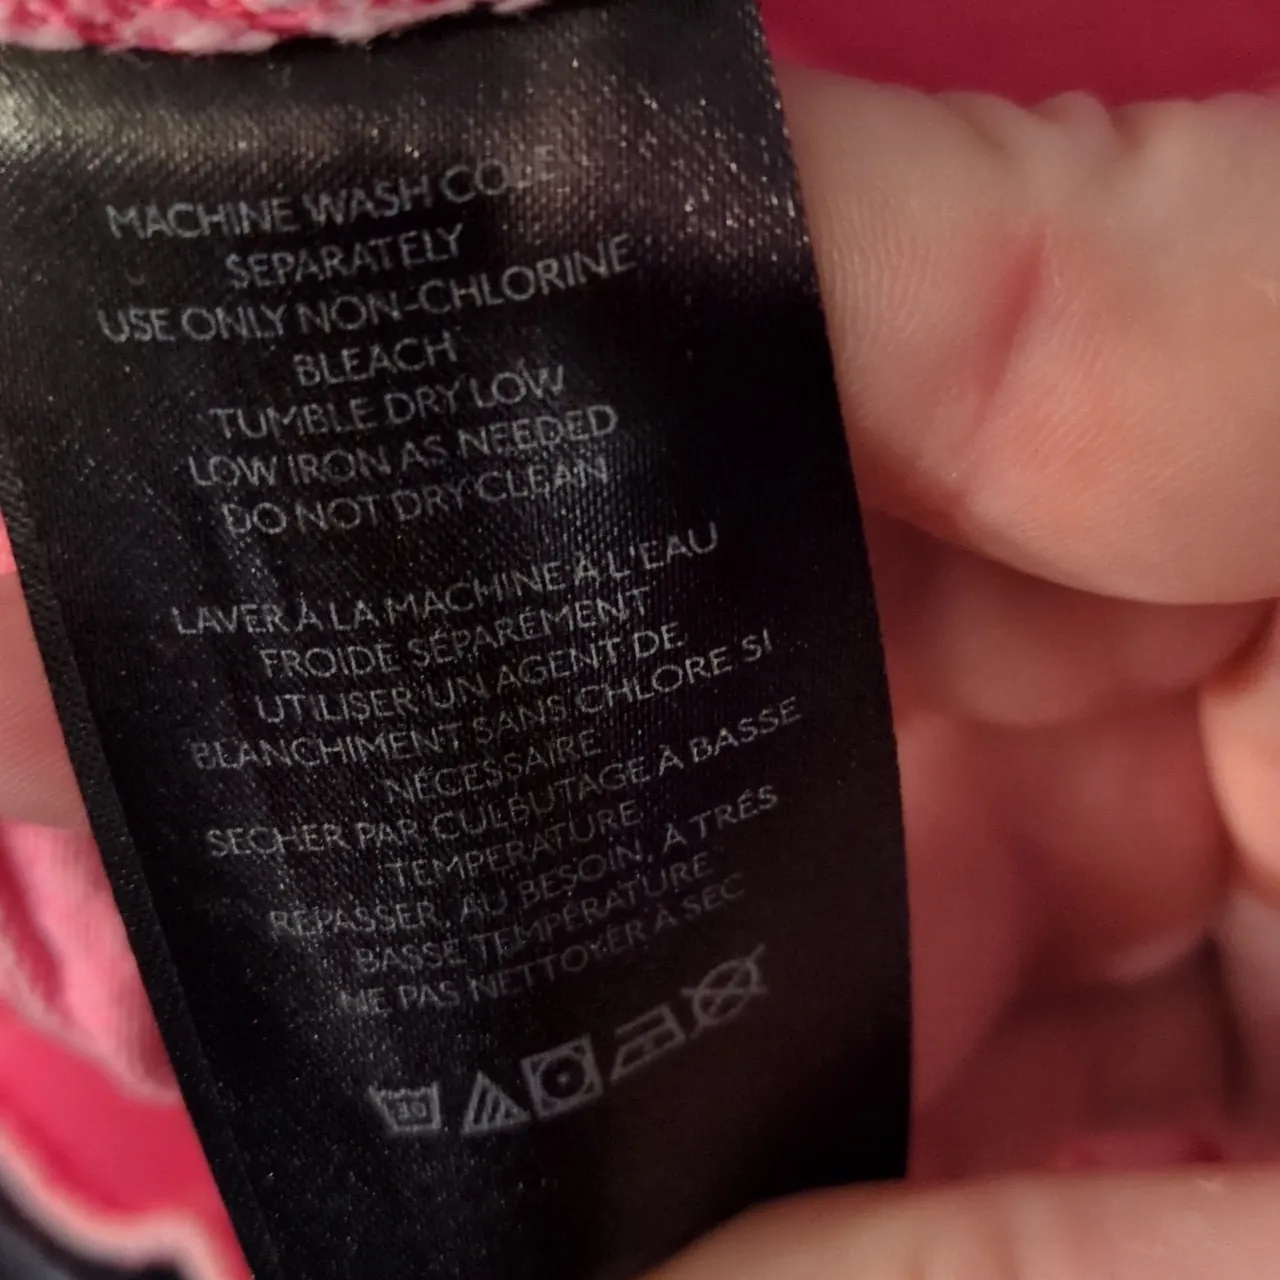 MACHINE WASH COLD
SEPARATELY
USE ONLY NON-CHLORINE
BLEACH
TUMBLE DRY LOW
LOW IRON AS NEEDED
DO NOT DRY CLEAN
LAVER À LA MACHINE À L'EAU
FROIDE SÉPARÉMENT
UTILISER UN AGENT DE
BLANCHIMENT SANS CHLORE SI
NÉCESSAIRE
SECHER PAR CULBUTAGE À BASSE
TEMPÉRATURE
REPASSER, AU BESOIN, À TRÉS
BASSE TEMPÉRATURE
NE PAS NETTOYER À SEC
30